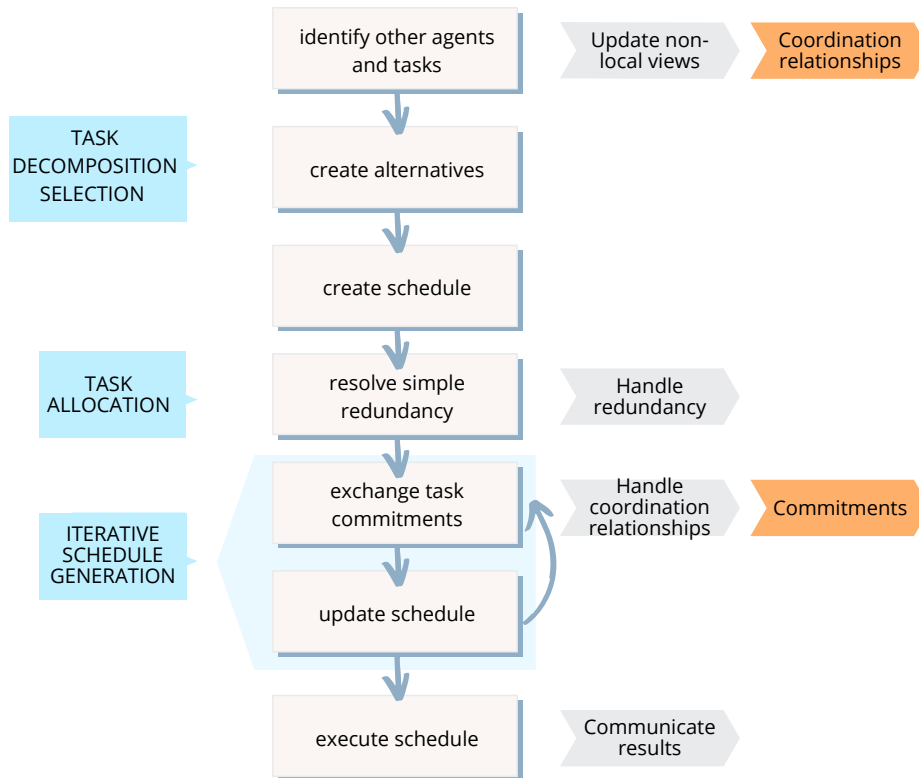 identify other agents
and tasks
Update non-
local views
Coordination
relationships
TASK
DECOMPOSITION
SELECTION
create alternatives
create schedule
TASK
ALLOCATION
resolve simple
redundancy
Handle
redundancy
exchange task
commitments
Handle
coordination
relationships
Commitments
ITERATIVE
SCHEDULE
GENERATION
update schedule
execute schedule
Communicate
results